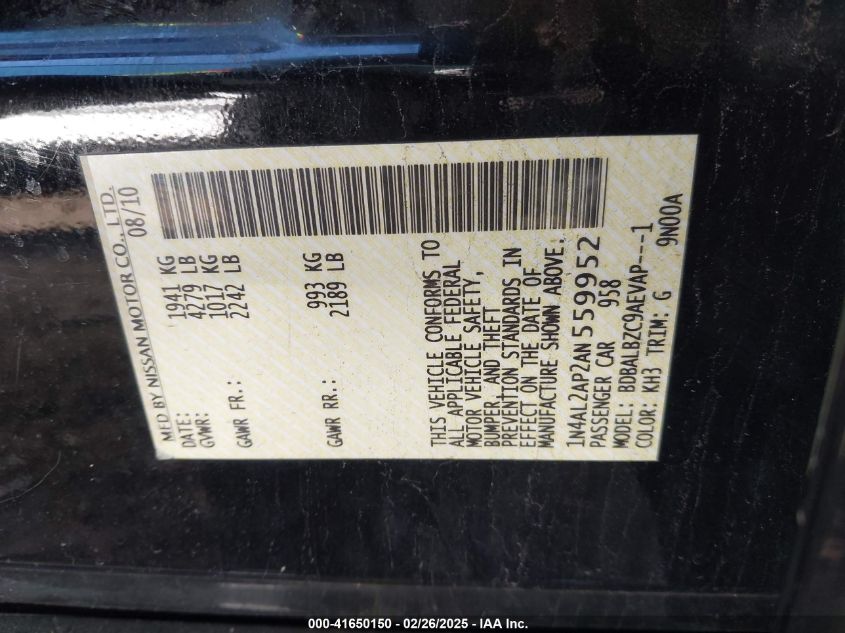 MFD BY NISSAN MOTOR CO., LTD.
DATE: 08/10
GVWR: 1941 KG
4279 LB
GAWR FR.: 1017 KG
2242 LB
GAWR RR.: 993 KG
2189 LB
THIS VEHICLE CONFORMS TO
ALL APPLICABLE FEDERAL
MOTOR VEHICLE SAFETY,
BUMPER, AND THEFT
PREVENTION STANDARDS IN
EFFECT ON THE DATE OF
MANUFACTURE SHOWN ABOVE.
1N4AL2AP2AN559952
PASSENGER CAR 958
MODEL: BDBALBZC9AEVAP---1
COLOR: KH3 TRIM: G 9N00A
000-41650150 - 02/26/2025 - IAA Inc.